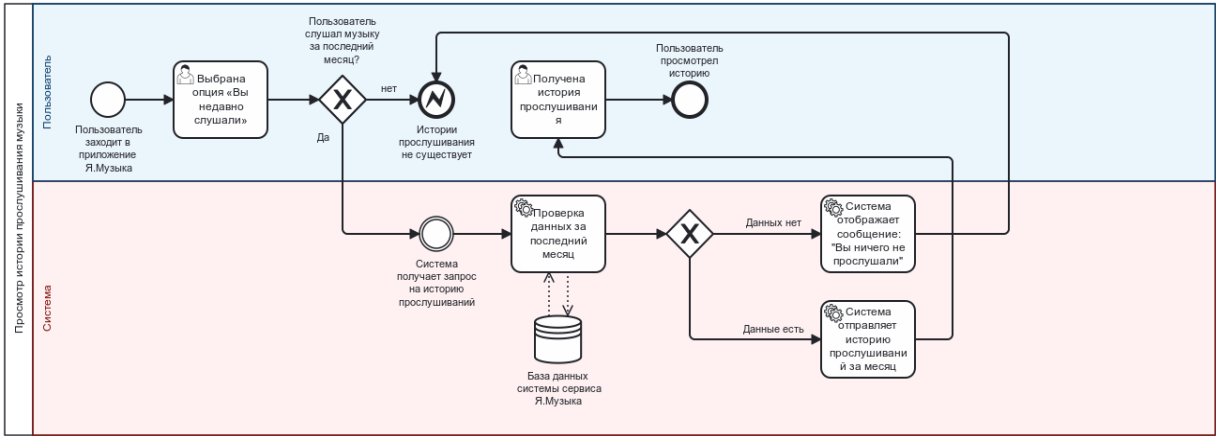 Просмотр истории прослушивания музыки
Пользователь
Пользователь
заходит в
приложение
Я.Музыка
Выбрана
опция «Вы
недавно
слушали»
Пользователь
слушал музыку
за последний
месяц?
нет
Да
Истории
прослушивания
не существует
Получена
история
прослушивани
я
Пользователь
просмотрел
историю
Система
Система
получает запрос
на историю
прослушиваний
Проверка
данных за
последний
месяц
База данных
системы сервиса
Я.Музыка
Данных нет
Данные есть
Система
отображает
сообщение:
"Вы ничего не
прослушали"
Система
отправляет
историю
прослушивани
й за месяц